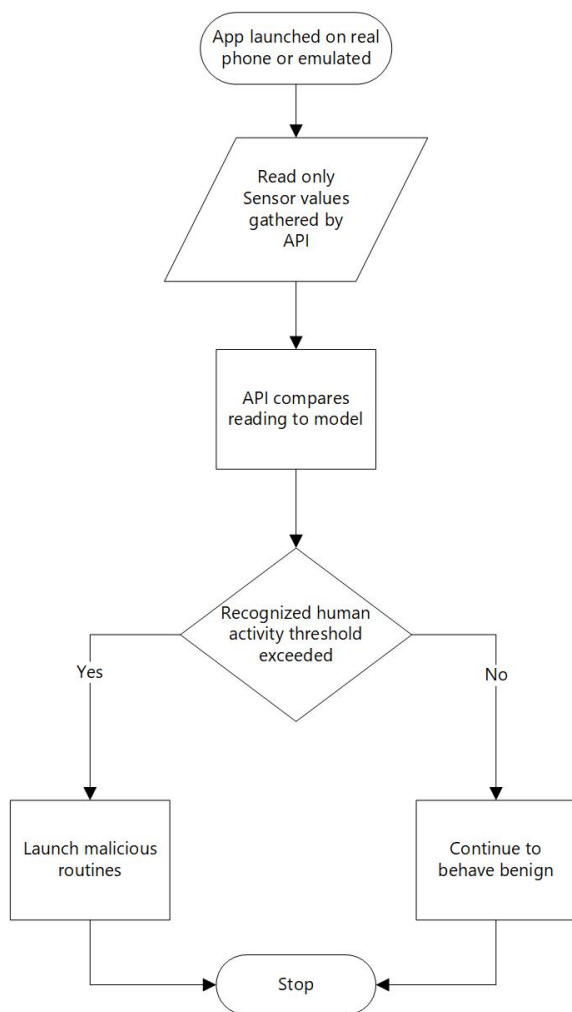 App launched on real
phone or emulated
Read only
Sensor values
gathered by
API
API compares
reading to model
Recognized human
activity threshold
exceeded
Yes
No
Launch malicious
routines
Continue to
behave benign
Stop